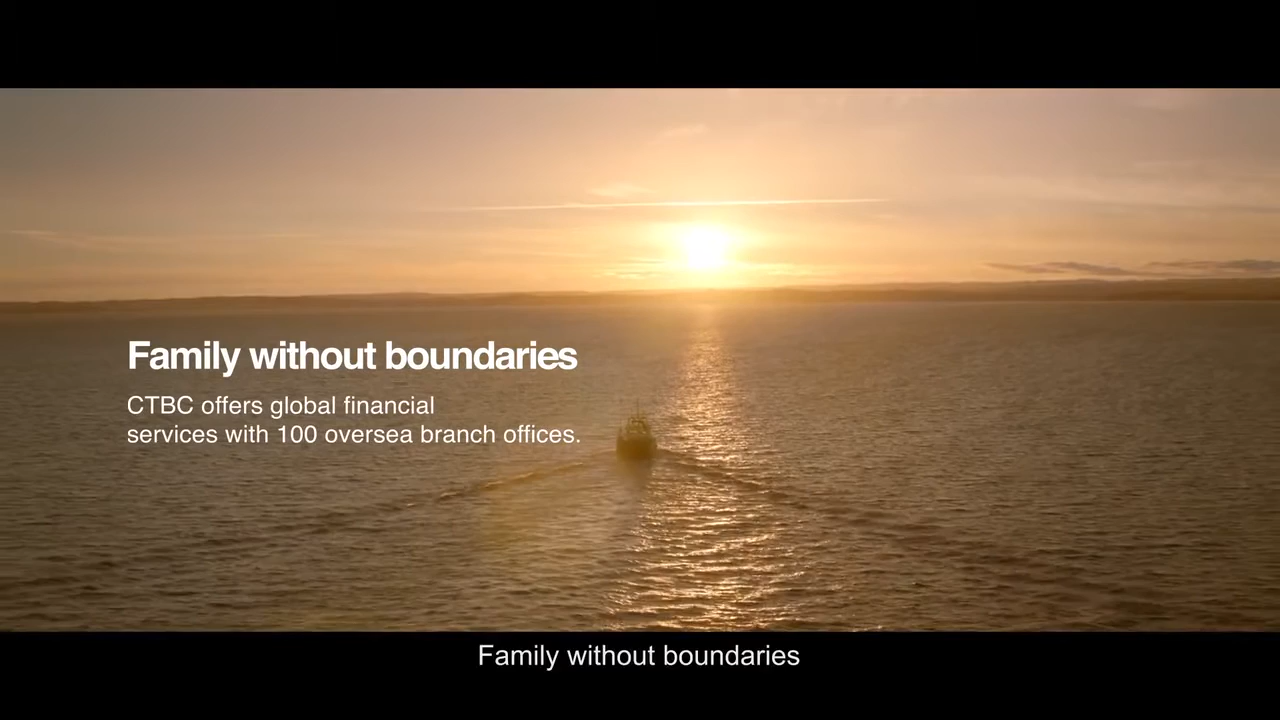 Family without boundaries
CTBC offers global financial
services with 100 oversea branch offices.
Family without boundaries